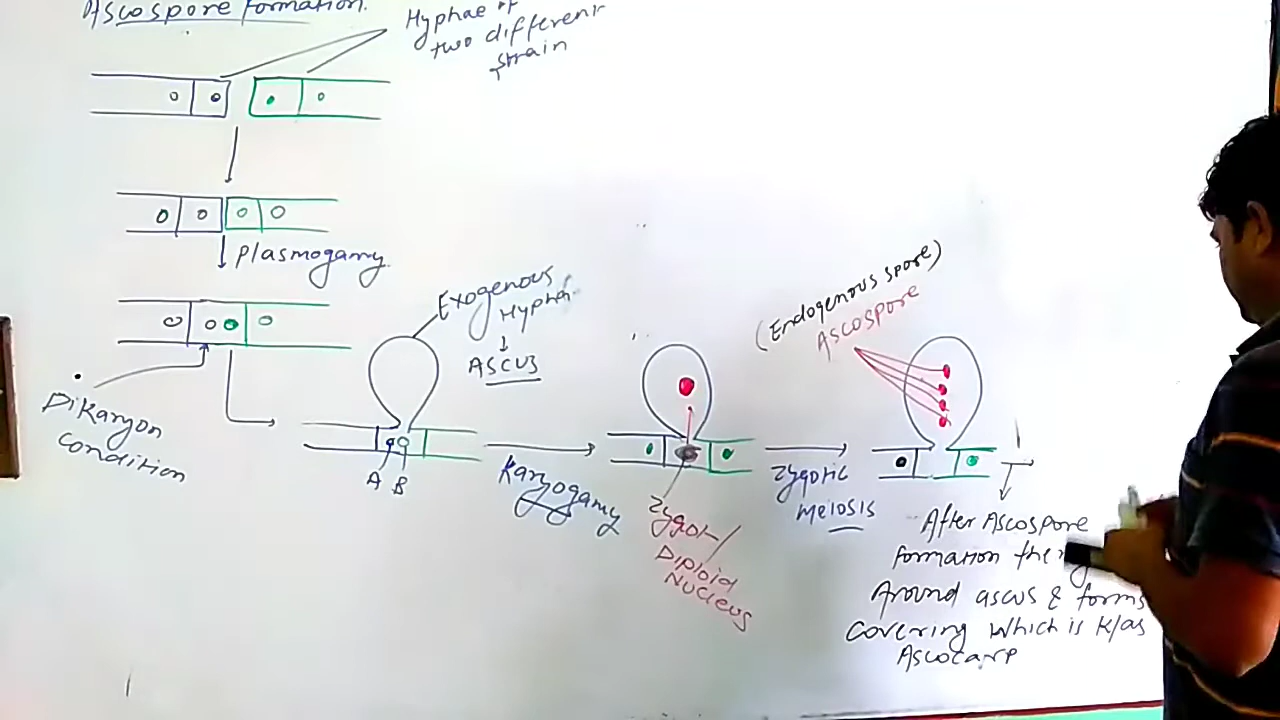 Ascospore formation.
Hyphae of
two different
strain
Plasmogamy
Dikaryon
condition
Exogenous
Hypha
↓
ASCUS
A B
Karyogamy
Zygot/
Diploid
Nucleus
Zygotic
meiosis
(Endogenous spore)
Ascospore
After Ascospore
formation the
Around ascus & forms
covering which is k/as
Ascocarp